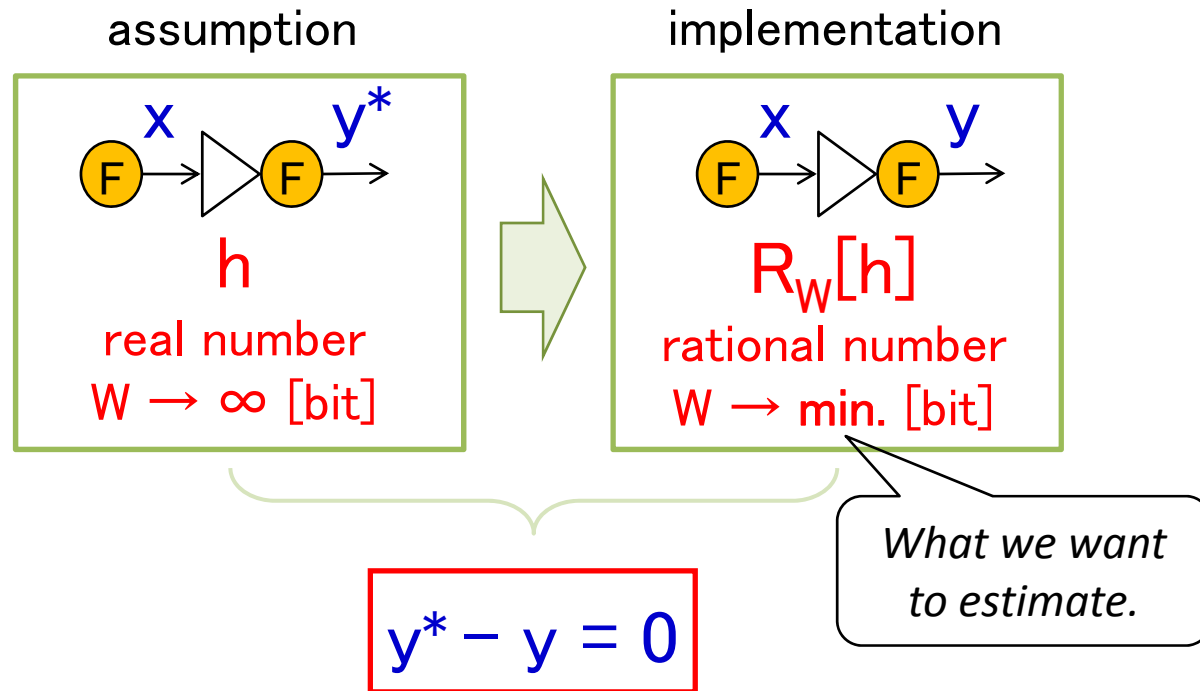 assumption
x
y*
F
F
h
real number
W → ∞ [bit]
implementation
x
y
F
F
R_W[h]
rational number
W → min. [bit]
What we want
to estimate.
y* − y = 0